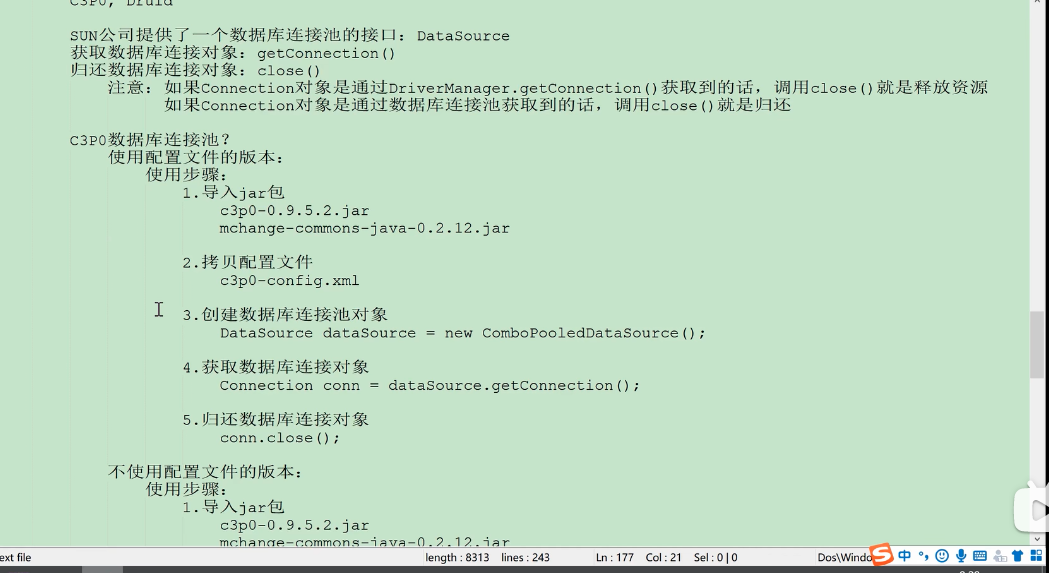 C3P0, Druid
SUN公司提供了一个数据库连接池的接口：DataSource
获取数据库连接对象：getConnection()
归还数据库连接对象：close()
注意：如果Connection对象是通过DriverManager.getConnection()获取到的话，调用close()就是释放资源
如果Connection对象是通过数据库连接池获取到的话，调用close()就是归还
C3P0数据库连接池？
使用配置文件的版本：
使用步骤：
1.导入jar包
c3p0-0.9.5.2.jar
mchange-commons-java-0.2.12.jar
2.拷贝配置文件
c3p0-config.xml
3.创建数据库连接池对象
DataSource dataSource = new ComboPooledDataSource();
4.获取数据库连接对象
Connection conn = dataSource.getConnection();
5.归还数据库连接对象
conn.close();
不使用配置文件的版本：
使用步骤：
1.导入jar包
c3p0-0.9.5.2.jar
mchange-commons-java-0.2.12.jar
ext file length : 8313 lines : 243 Ln : 177 Col : 21 Sel : 0 | 0 Dos\Windo S 中